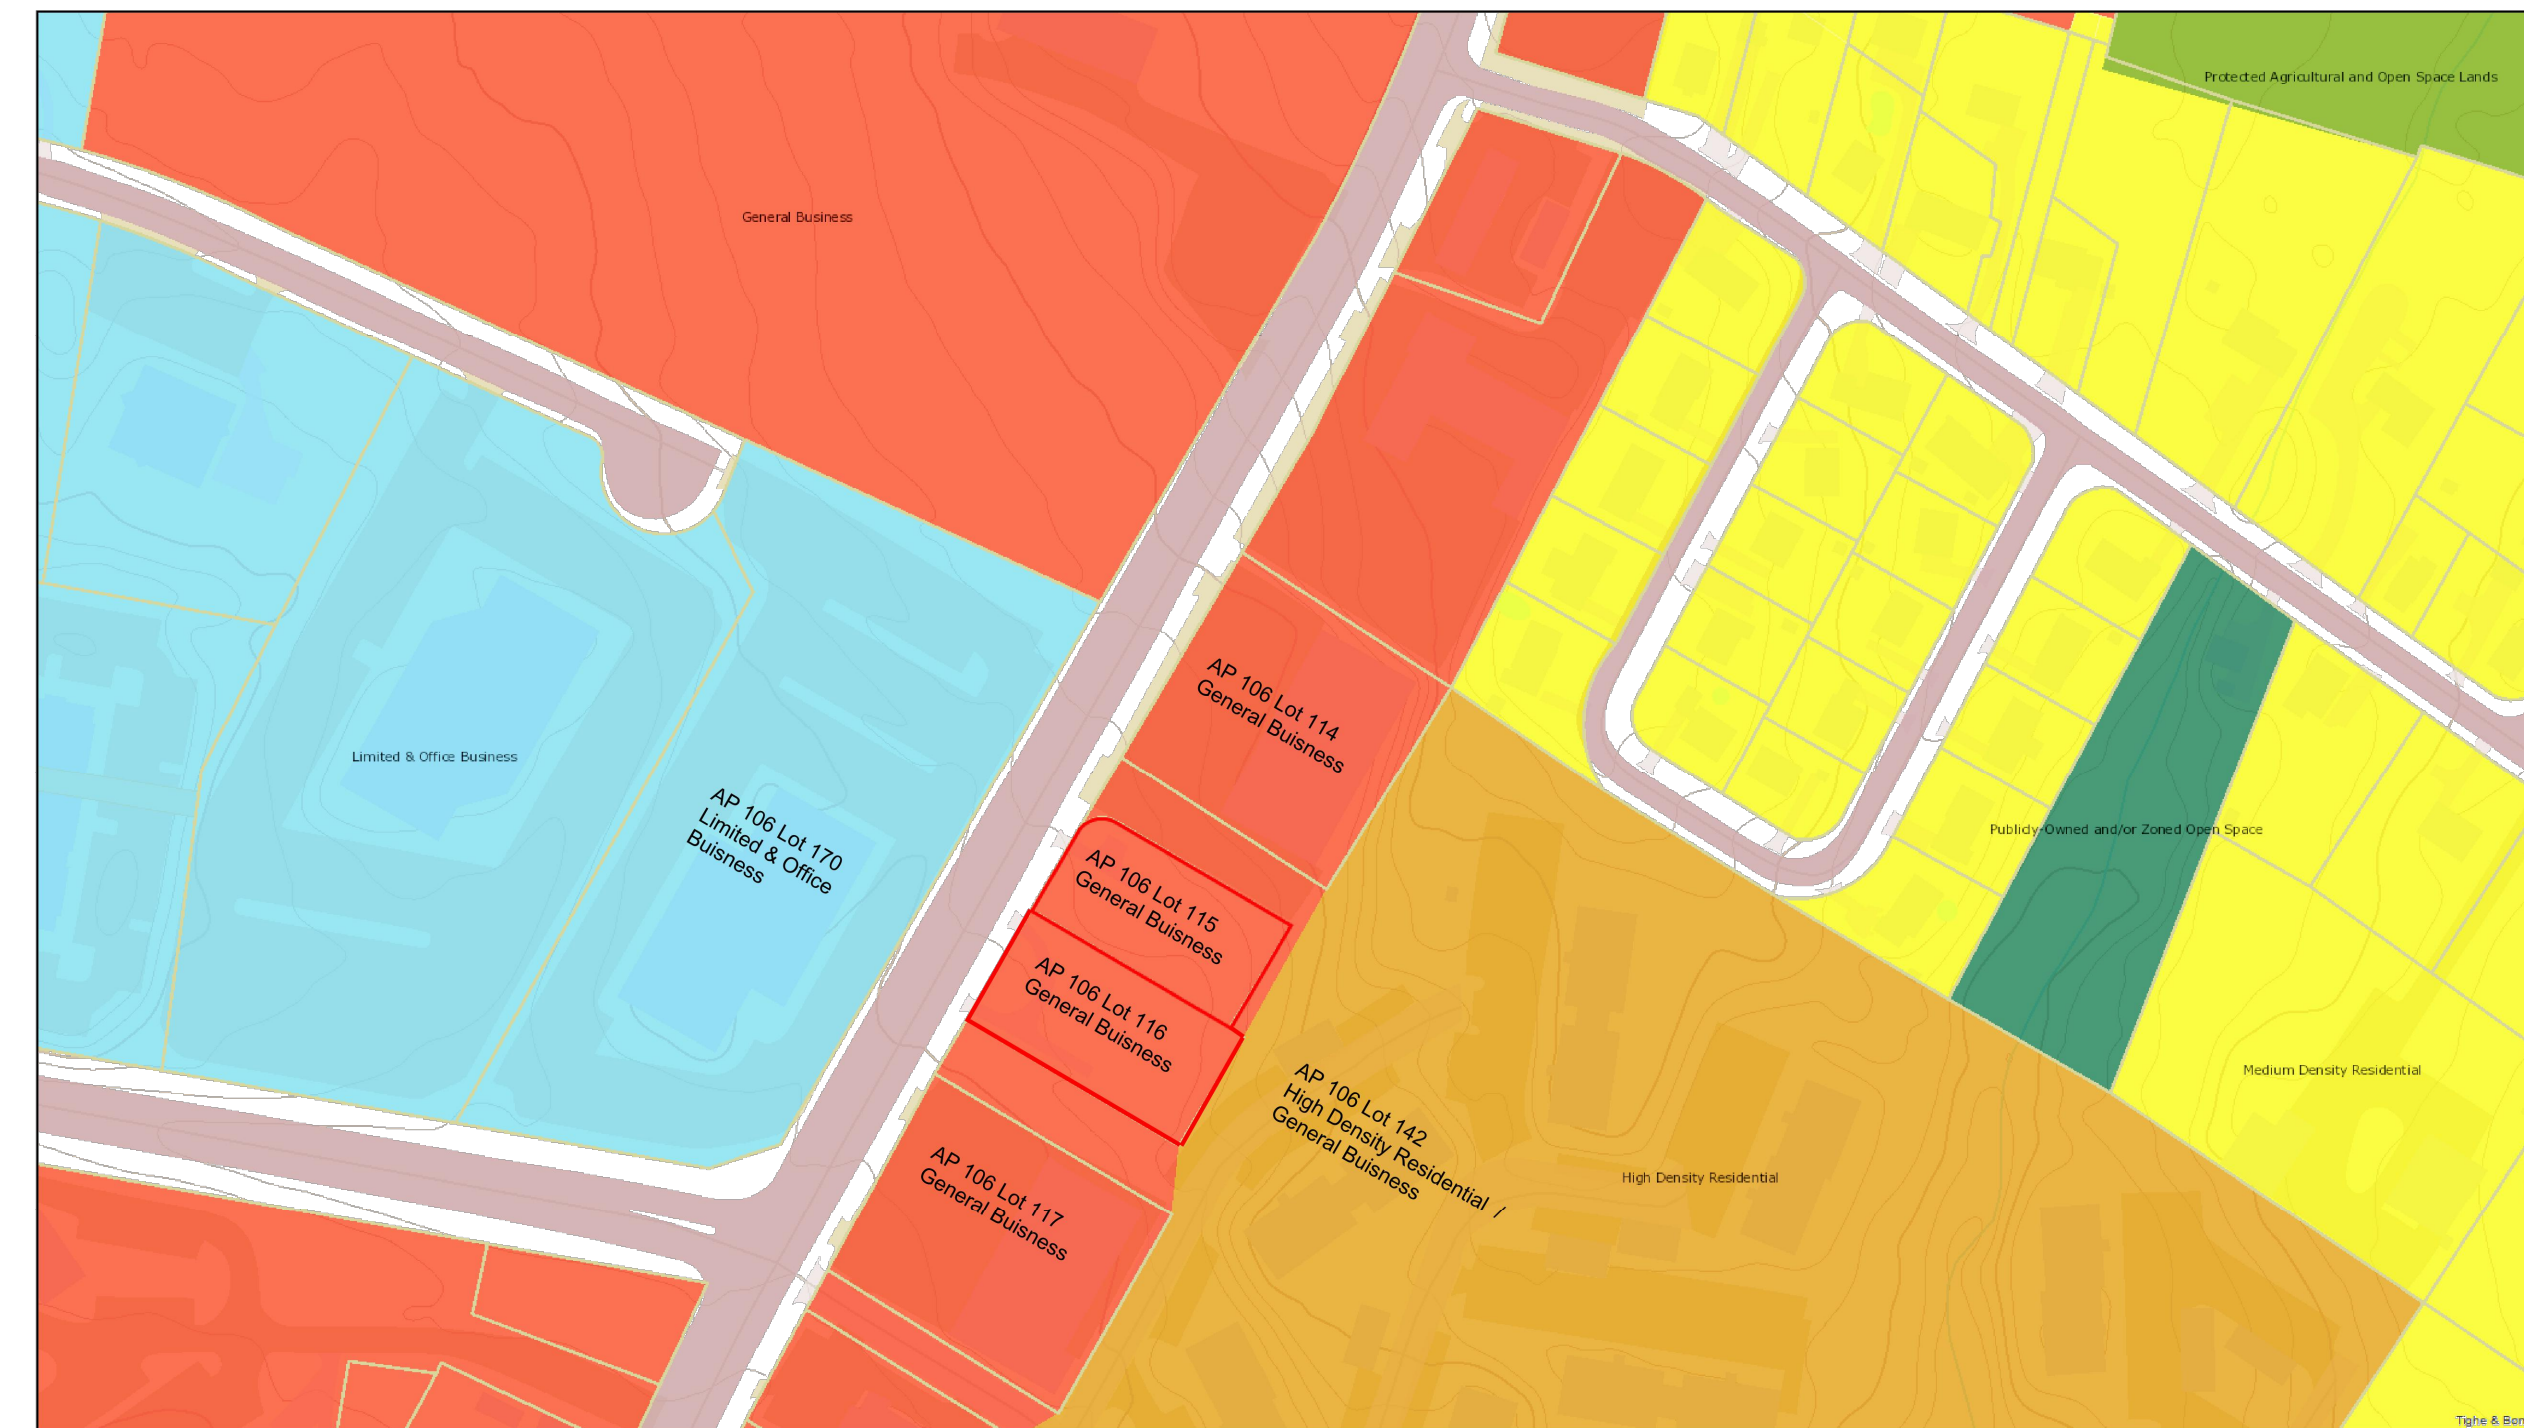 Protected Agricultural and Open Space Lands
General Business
AP 106 Lot 114
General Buisness
Limited & Office Business
AP 106 Lot 170
Limited & Office
Buisness
Publicly-Owned and/or Zoned Open Space
AP 106 Lot 115
General Buisness
AP 106 Lot 116
General Buisness
Medium Density Residential
AP 106 Lot 142
High Density Residential /
General Buisness
High Density Residential
AP 106 Lot 117
General Buisness
Tighe & Bon